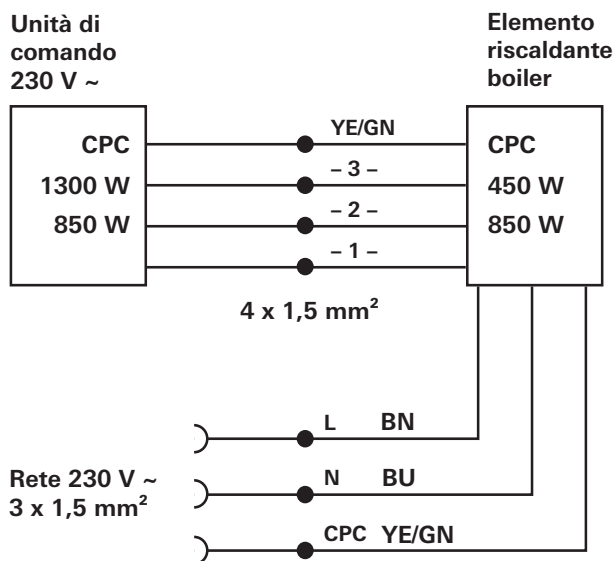 Unità di
comando
230 V ~
Elemento
riscaldante
boiler
CPC
1300 W
850 W
YE/GN
– 3 –
– 2 –
– 1 –
CPC
450 W
850 W
4 x 1,5 mm²
Rete 230 V ~
3 x 1,5 mm²
L BN
N BU
CPC YE/GN